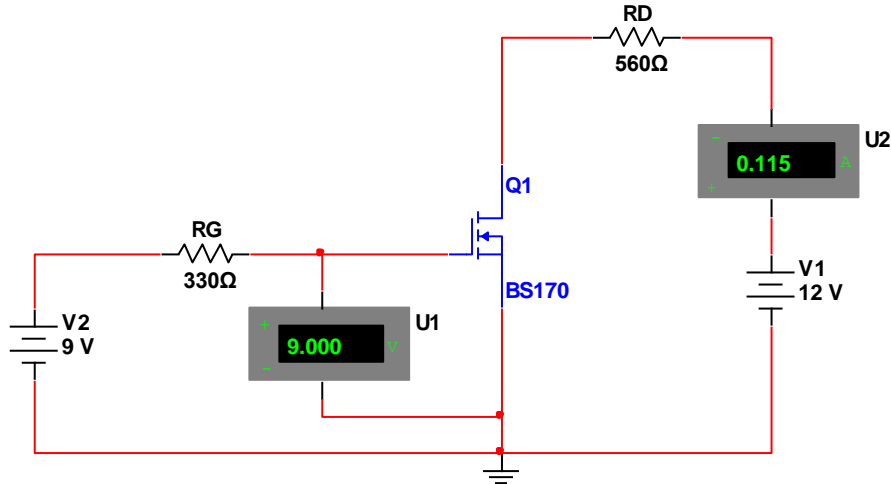 RD
560Ω
−
U2
0.115 A
+
Q1
RG
330Ω
V1
12 V
BS170
V2
9 V
+
U1
9.000 V
−